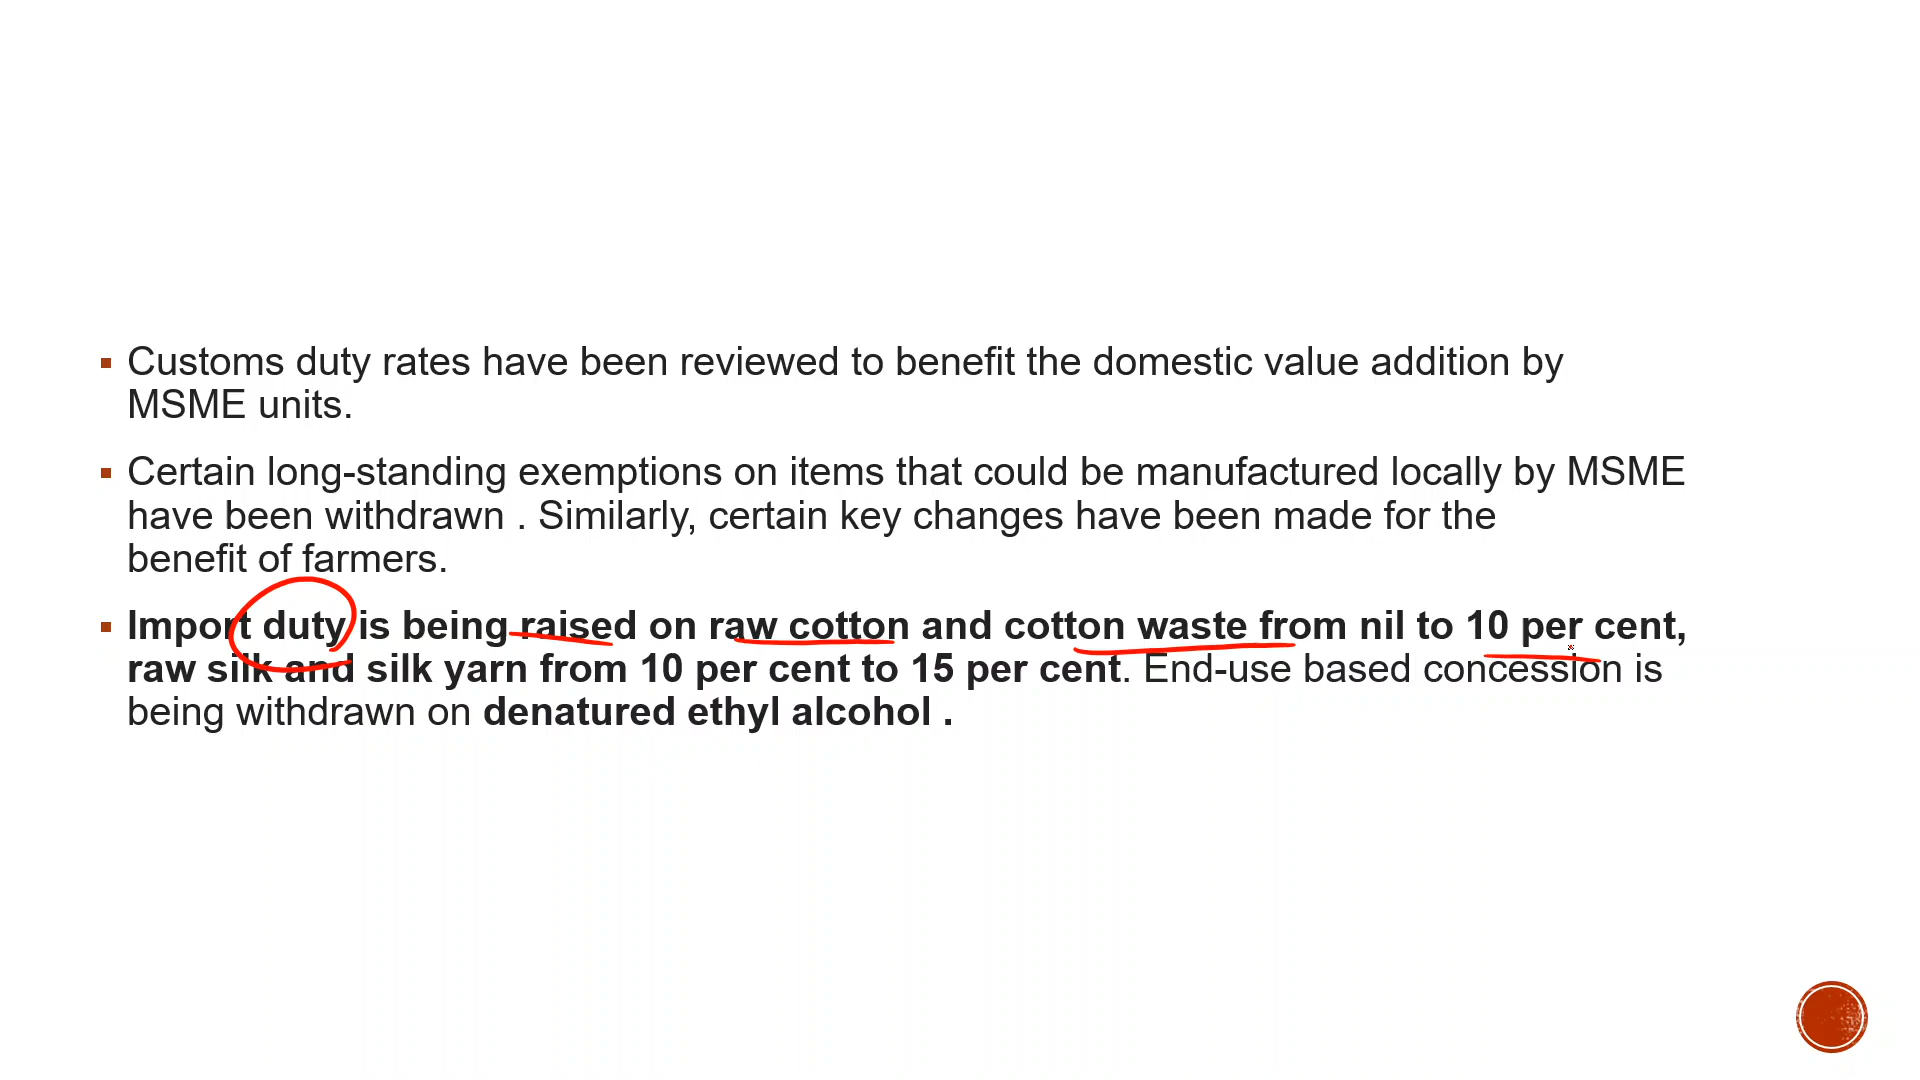 Customs duty rates have been reviewed to benefit the domestic value addition by
MSME units.
Certain long-standing exemptions on items that could be manufactured locally by MSME
have been withdrawn . Similarly, certain key changes have been made for the
benefit of farmers.
Import duty is being raised on raw cotton and cotton waste from nil to 10 per cent,
raw silk and silk yarn from 10 per cent to 15 per cent. End-use based concession is
being withdrawn on denatured ethyl alcohol .